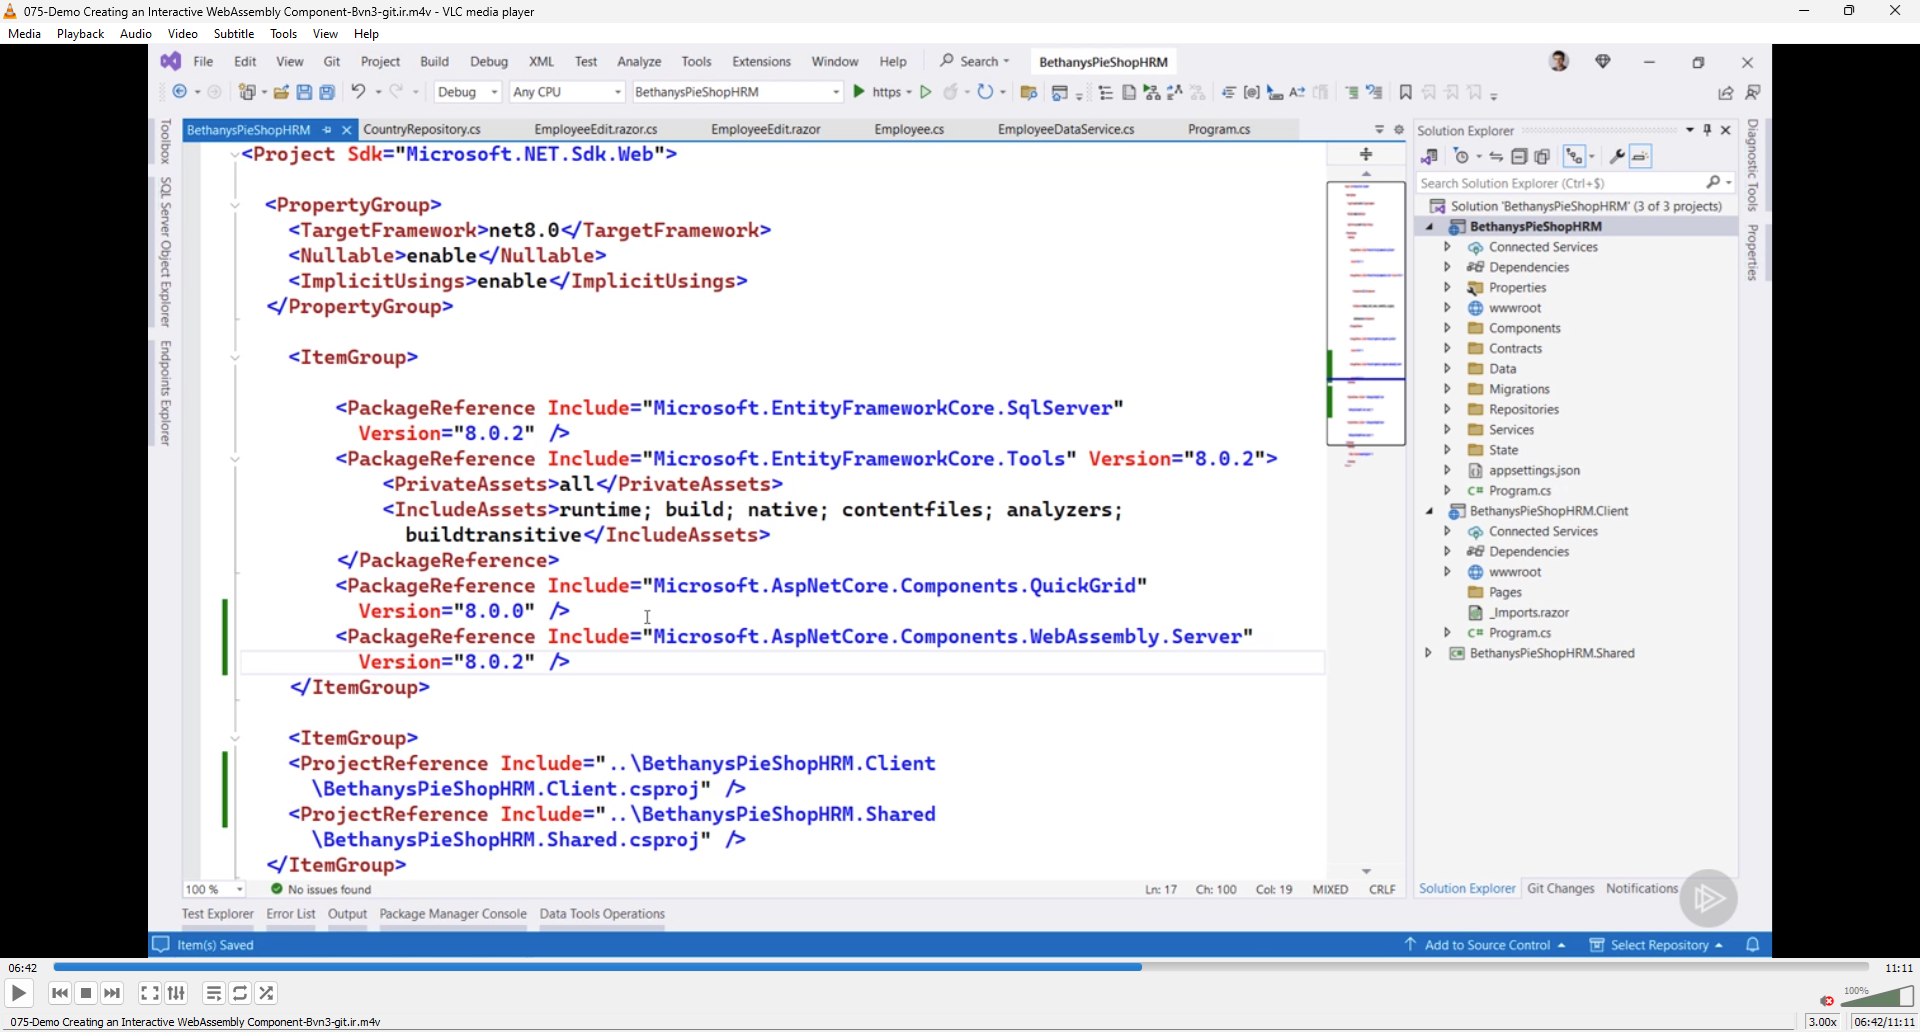 075-Demo Creating an Interactive WebAssembly Component-Bvn3-git.ir.m4v - VLC media player
Media Playback Audio Video Subtitle Tools View Help
File Edit View Git Project Build Debug XML Test Analyze Tools Extensions Window Help Search BethanysPieShopHRM
Debug Any CPU BethanysPieShopHRM https
BethanysPieShopHRM CountryRepository.cs EmployeeEdit.razor.cs EmployeeEdit.razor Employee.cs EmployeeDataService.cs Program.cs
Toolbox
SQL Server Object Explorer
Endpoints Explorer
<Project Sdk="Microsoft.NET.Sdk.Web">
<PropertyGroup>
<TargetFramework>net8.0</TargetFramework>
<Nullable>enable</Nullable>
<ImplicitUsings>enable</ImplicitUsings>
</PropertyGroup>
<ItemGroup>
<PackageReference Include="Microsoft.EntityFrameworkCore.SqlServer"
Version="8.0.2" />
<PackageReference Include="Microsoft.EntityFrameworkCore.Tools" Version="8.0.2">
<PrivateAssets>all</PrivateAssets>
<IncludeAssets>runtime; build; native; contentfiles; analyzers;
buildtransitive</IncludeAssets>
</PackageReference>
<PackageReference Include="Microsoft.AspNetCore.Components.QuickGrid"
Version="8.0.0" />
<PackageReference Include="Microsoft.AspNetCore.Components.WebAssembly.Server"
Version="8.0.2" />
</ItemGroup>
<ItemGroup>
<ProjectReference Include="..\BethanysPieShopHRM.Client
\BethanysPieShopHRM.Client.csproj" />
<ProjectReference Include="..\BethanysPieShopHRM.Shared
\BethanysPieShopHRM.Shared.csproj" />
</ItemGroup>
100 % No issues found Ln: 17 Ch: 100 Col: 19 MIXED CRLF
Solution Explorer
Search Solution Explorer (Ctrl+$)
Solution 'BethanysPieShopHRM' (3 of 3 projects)
BethanysPieShopHRM
Connected Services
Dependencies
Properties
wwwroot
Components
Contracts
Data
Migrations
Repositories
Services
State
appsettings.json
C# Program.cs
BethanysPieShopHRM.Client
Connected Services
Dependencies
wwwroot
Pages
_Imports.razor
C# Program.cs
C# BethanysPieShopHRM.Shared
Solution Explorer Git Changes Notifications
Diagnostic Tools
Properties
Test Explorer Error List Output Package Manager Console Data Tools Operations
Item(s) Saved Add to Source Control Select Repository
06:42 11:11
100%
075-Demo Creating an Interactive WebAssembly Component-Bvn3-git.ir.m4v 3.00x 06:42/11:11